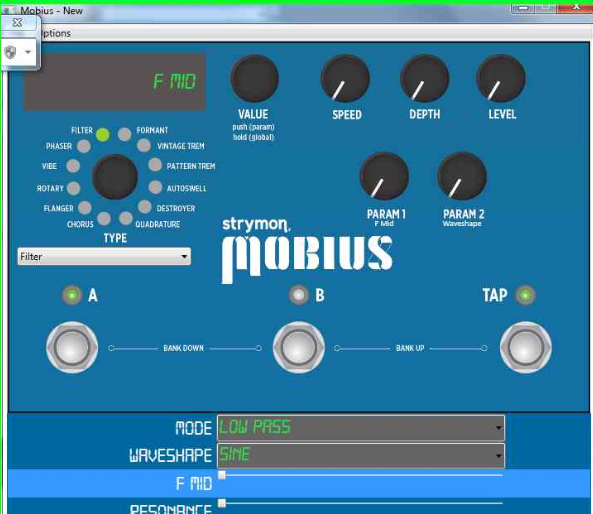 Mobius - New
Options
F MID
VALUE
push (param)
hold (global)
SPEED
DEPTH
LEVEL
FILTER
FORMANT
PHASER
VINTAGE TREM
VIBE
PATTERN TREM
ROTARY
AUTOSWELL
FLANGER
DESTROYER
CHORUS
QUADRATURE
TYPE
Filter
PARAM 1
F Mid
PARAM 2
Waveshape
strymon.
MOBIUS
A
B
TAP
BANK DOWN
BANK UP
MODE LOW PASS
WAVESHAPE SINE
F MID
RESONANCE